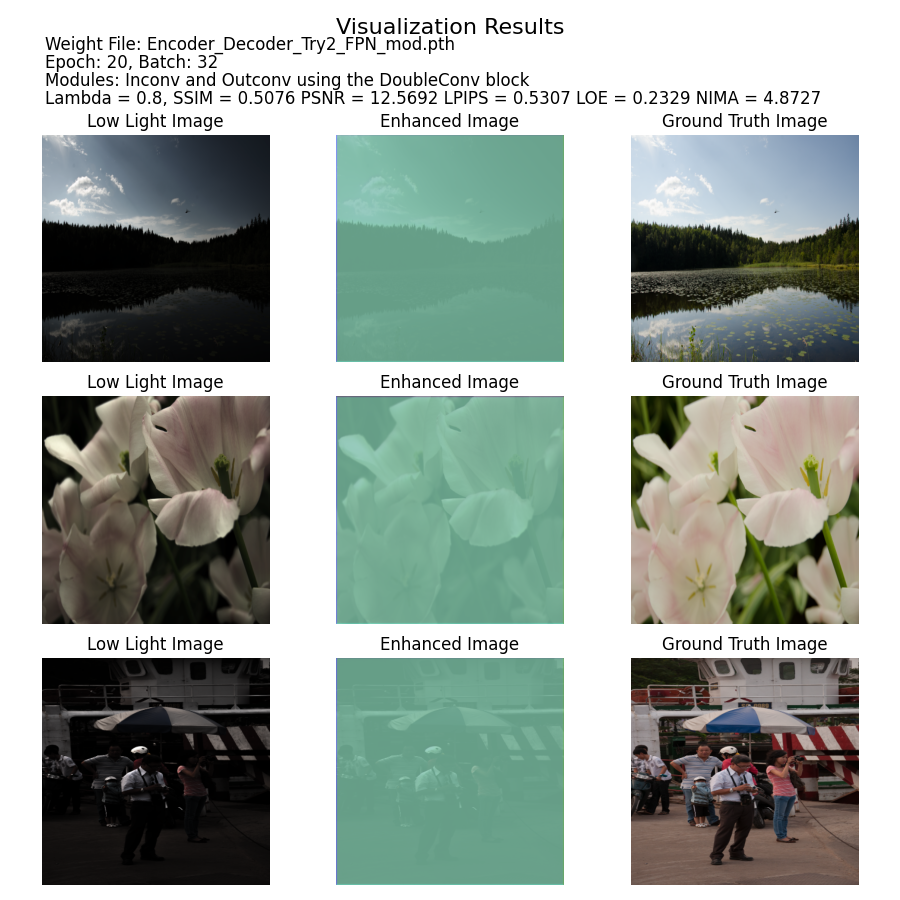 Visualization Results
Weight File: Encoder_Decoder_Try2_FPN_mod.pth
Epoch: 20, Batch: 32
Modules: Inconv and Outconv using the DoubleConv block
Lambda = 0.8, SSIM = 0.5076 PSNR = 12.5692 LPIPS = 0.5307 LOE = 0.2329 NIMA = 4.8727
Low Light Image Enhanced Image Ground Truth Image
Low Light Image Enhanced Image Ground Truth Image
Low Light Image Enhanced Image Ground Truth Image